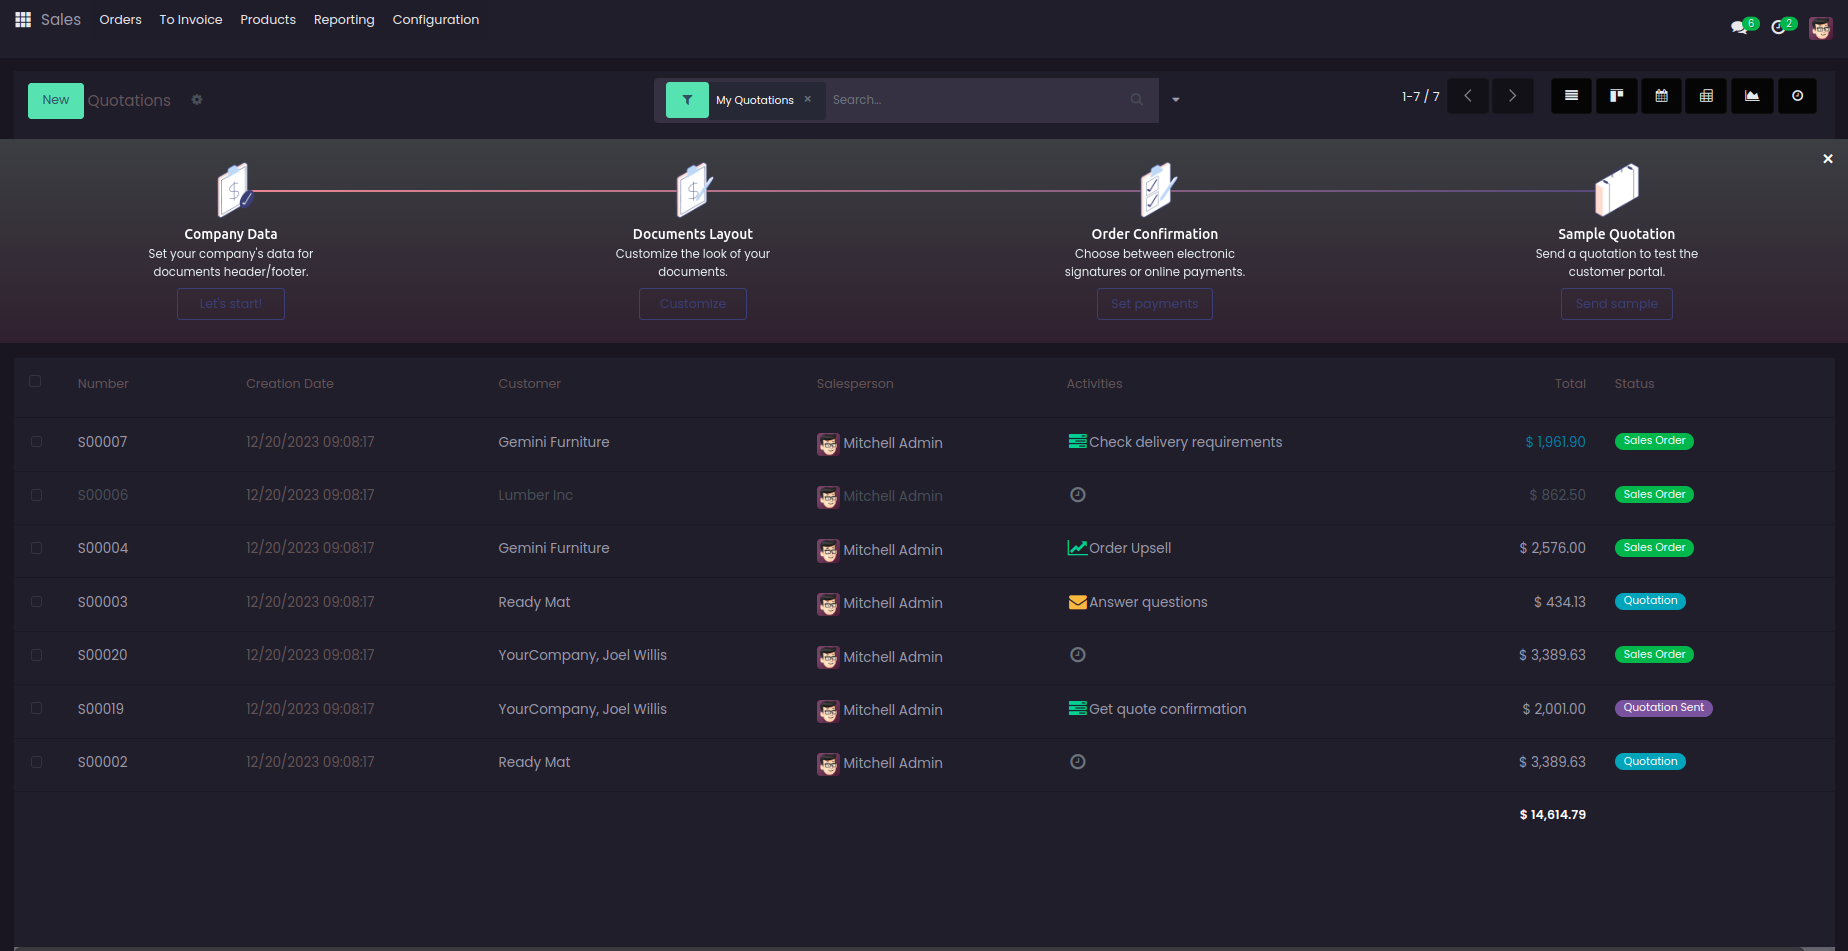 Sales Orders To Invoice Products Reporting Configuration
6 2
New Quotations My Quotations × Search... 1-7 / 7
Company Data
Set your company's data for
documents header/footer.
Let's start!
Documents Layout
Customize the look of your
documents.
Customize
Order Confirmation
Choose between electronic
signatures or online payments.
Set payments
Sample Quotation
Send a quotation to test the
customer portal.
Send sample
Number Creation Date Customer Salesperson Activities Total Status
S00007 12/20/2023 09:08:17 Gemini Furniture Mitchell Admin Check delivery requirements $ 1,961.90 Sales Order
S00006 12/20/2023 09:08:17 Lumber Inc Mitchell Admin $ 862.50 Sales Order
S00004 12/20/2023 09:08:17 Gemini Furniture Mitchell Admin Order Upsell $ 2,576.00 Sales Order
S00003 12/20/2023 09:08:17 Ready Mat Mitchell Admin Answer questions $ 434.13 Quotation
S00020 12/20/2023 09:08:17 YourCompany, Joel Willis Mitchell Admin $ 3,389.63 Sales Order
S00019 12/20/2023 09:08:17 YourCompany, Joel Willis Mitchell Admin Get quote confirmation $ 2,001.00 Quotation Sent
S00002 12/20/2023 09:08:17 Ready Mat Mitchell Admin $ 3,389.63 Quotation
$ 14,614.79